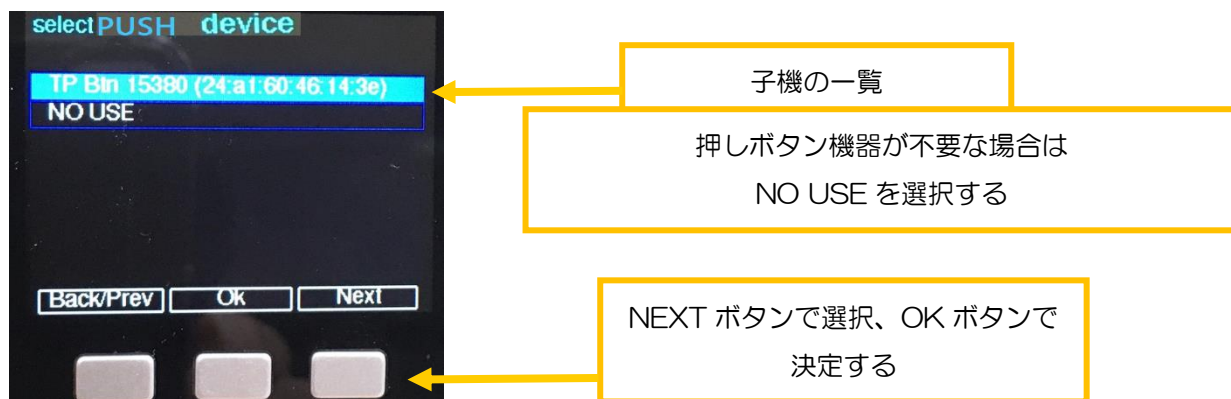 select PUSH device
TP Btn 15380 (24:a1:60:46:14:3e)
NO USE
Back/Prev Ok Next
子機の一覧
押しボタン機器が不要な場合は
NO USE を選択する
NEXT ボタンで選択、OK ボタンで
決定する